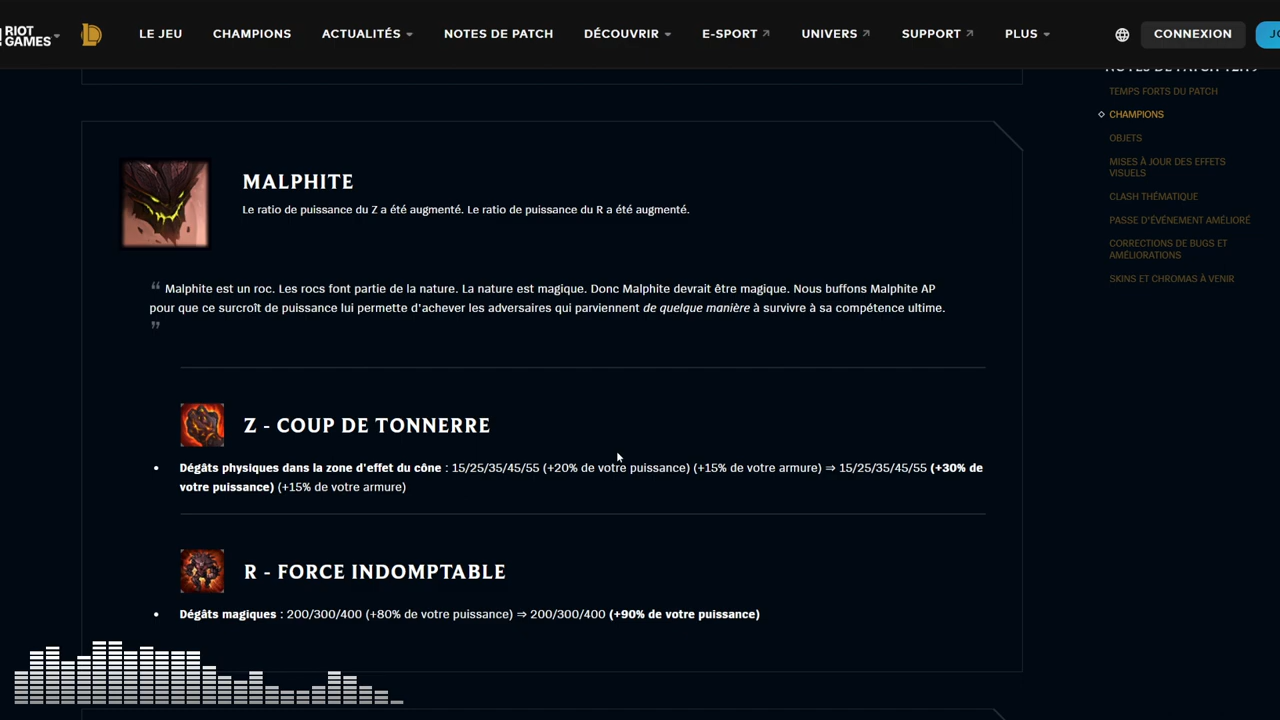 RIOT GAMES
LE JEU CHAMPIONS ACTUALITÉS NOTES DE PATCH DÉCOUVRIR E-SPORT UNIVERS SUPPORT PLUS CONNEXION
TEMPS FORTS DU PATCH
CHAMPIONS
OBJETS
MISES À JOUR DES EFFETS
VISUELS
CLASH THÉMATIQUE
PASSE D'ÉVÉNEMENT AMÉLIORÉ
CORRECTIONS DE BUGS ET
AMÉLIORATIONS
SKINS ET CHROMAS À VENIR
MALPHITE
Le ratio de puissance du Z a été augmenté. Le ratio de puissance du R a été augmenté.
“ Malphite est un roc. Les rocs font partie de la nature. La nature est magique. Donc Malphite devrait être magique. Nous buffons Malphite AP
pour que ce surcroît de puissance lui permette d'achever les adversaires qui parviennent de quelque manière à survivre à sa compétence ultime.
”
Z - COUP DE TONNERRE
• Dégâts physiques dans la zone d'effet du cône : 15/25/35/45/55 (+20% de votre puissance) (+15% de votre armure) ⇒ 15/25/35/45/55 (+30% de
votre puissance) (+15% de votre armure)
R - FORCE INDOMPTABLE
• Dégâts magiques : 200/300/400 (+80% de votre puissance) ⇒ 200/300/400 (+90% de votre puissance)